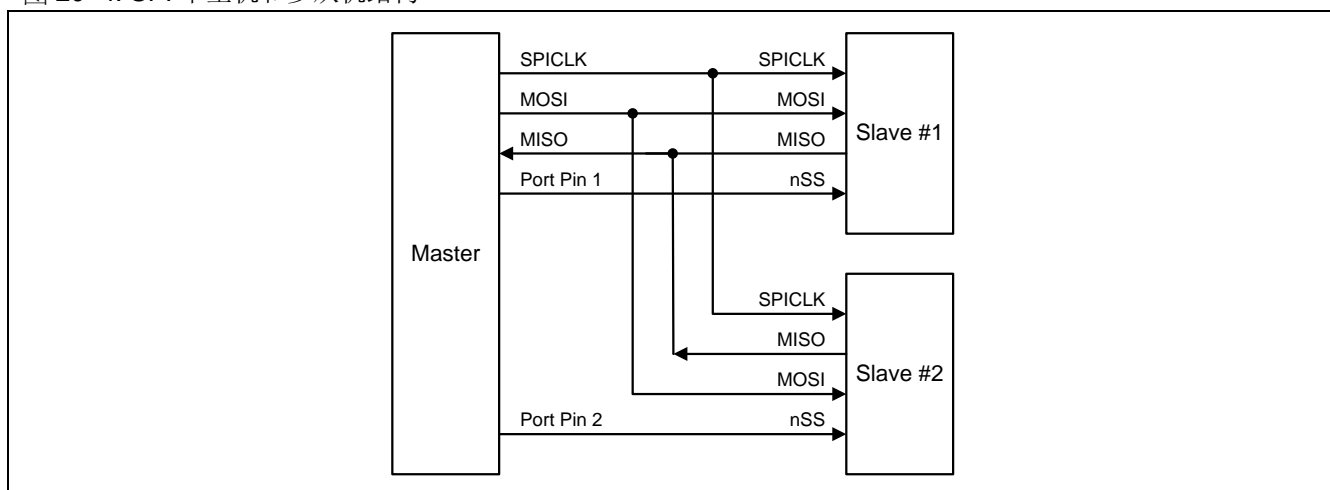 SPICLK SPICLK
MOSI MOSI
Slave #1
MISO MISO
Port Pin 1 nSS
Master
SPICLK
MISO
Slave #2
MOSI
Port Pin 2 nSS